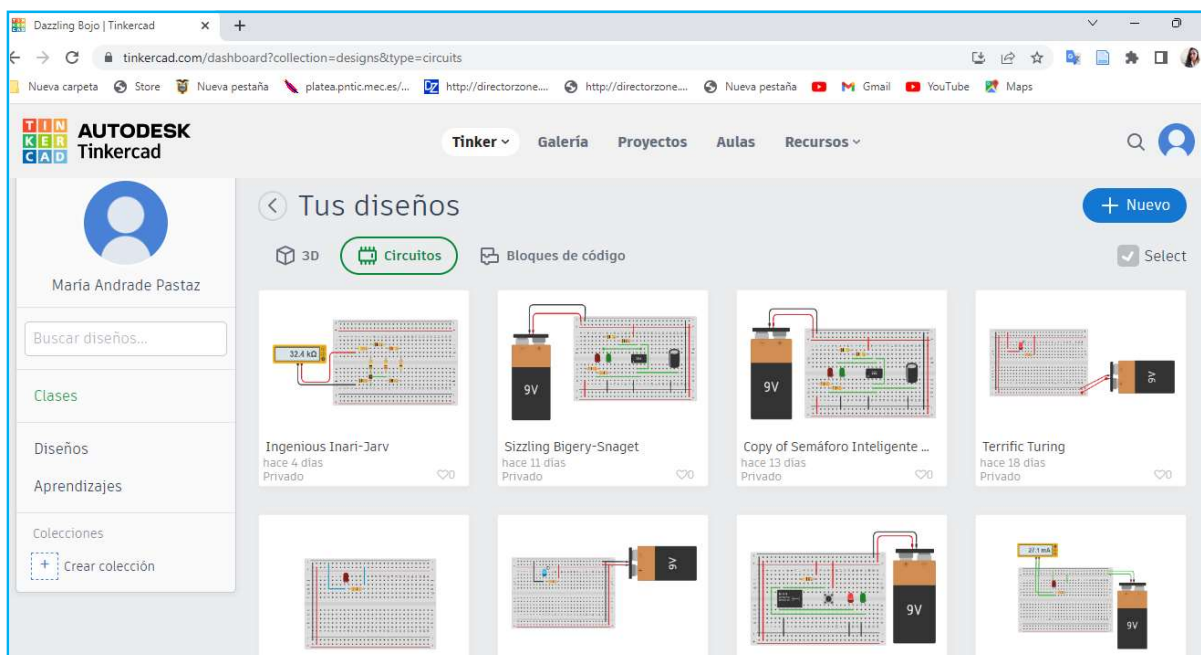 Dazzling Bojo | Tinkercad
tinkercad.com/dashboard?collection=designs&type=circuits
Nueva carpeta Store Nueva pestaña platea.pntic.mec.es/... http://directorzone.... http://directorzone.... Nueva pestaña Gmail YouTube Maps
TIN
KER
CAD
AUTODESK
Tinkercad
Tinker Galería Proyectos Aulas Recursos
María Andrade Pastaz
Buscar diseños...
Clases
Diseños
Aprendizajes
Colecciones
+ Crear colección
Tus diseños
+ Nuevo
3D Circuitos Bloques de código
Select
32.4 kΩ
Ingenious Inari-Jarv
hace 4 días
Privado
0
9V
Sizzling Bigery-Snaget
hace 11 días
Privado
0
9V
Copy of Semáforo Inteligente ...
hace 13 días
Privado
0
9V
Terrific Turing
hace 18 días
Privado
0
9V
9V
27.1 mA
9V